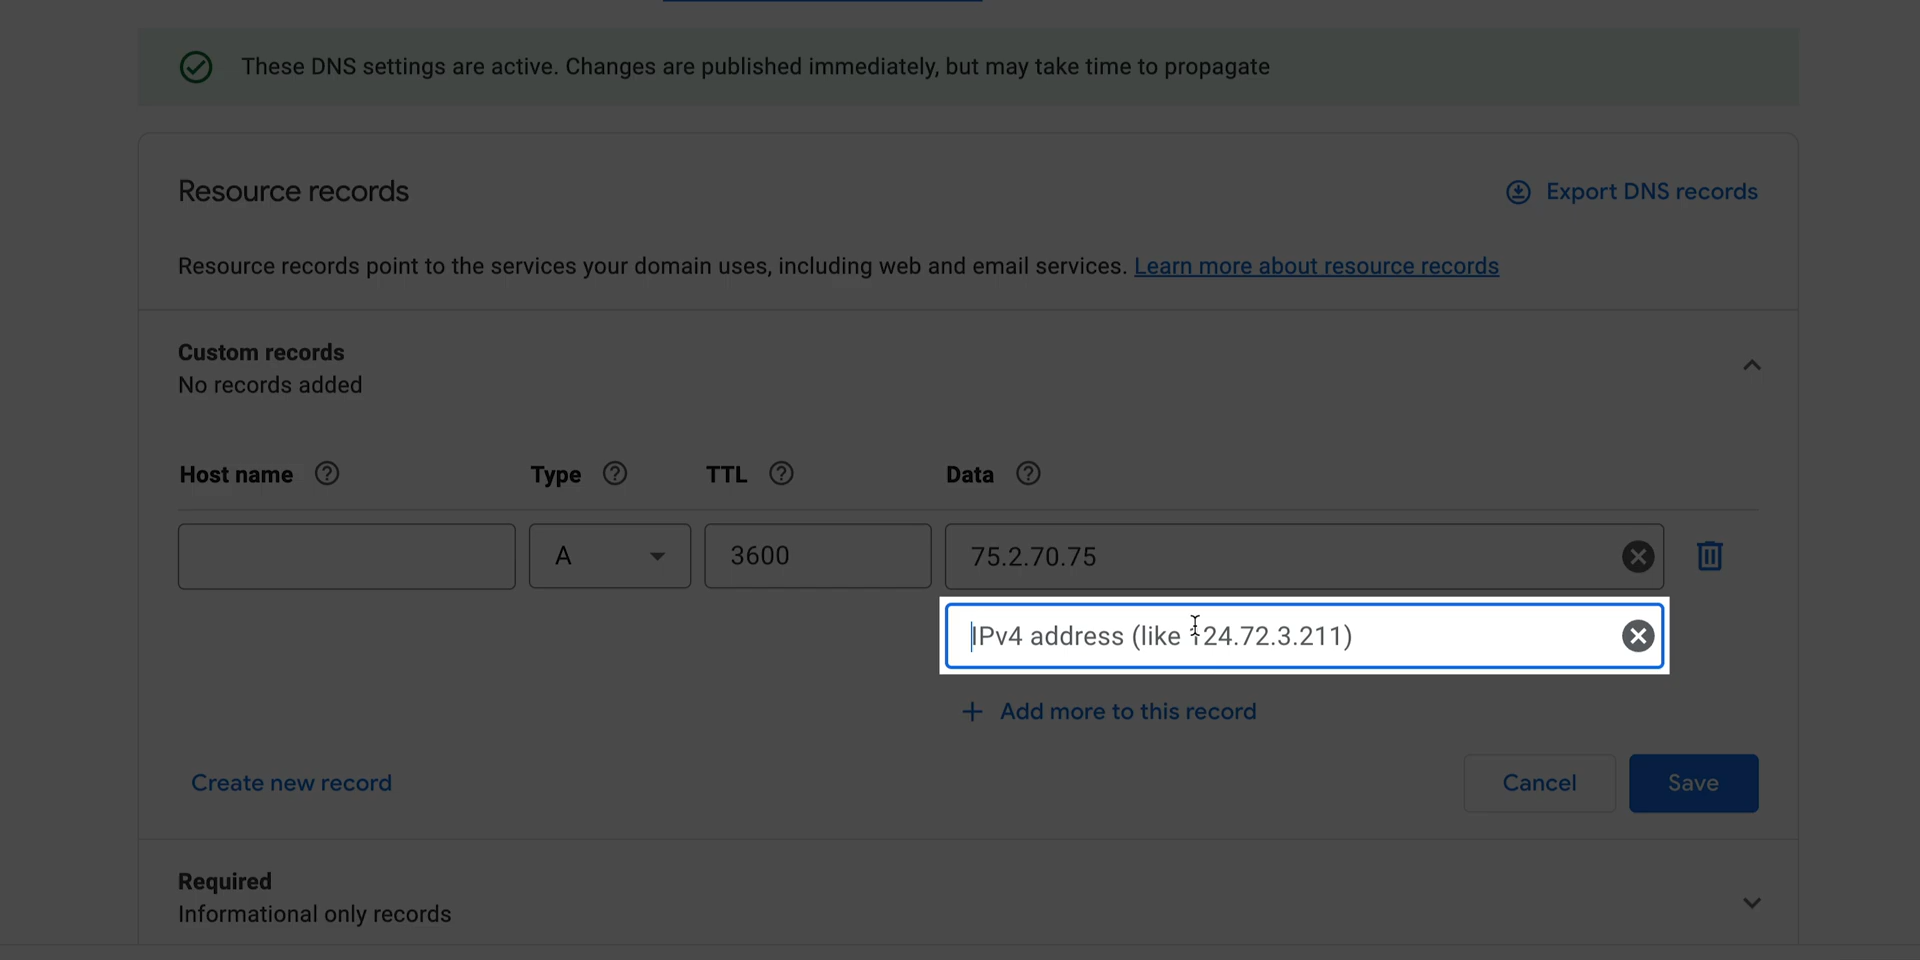 These DNS settings are active. Changes are published immediately, but may take time to propagate
Resource records
Export DNS records
Resource records point to the services your domain uses, including web and email services. Learn more about resource records
Custom records
No records added
Host name
Type
TTL
Data
A
3600
75.2.70.75
IPv4 address (like 124.72.3.211)
+ Add more to this record
Create new record
Cancel
Save
Required
Informational only records